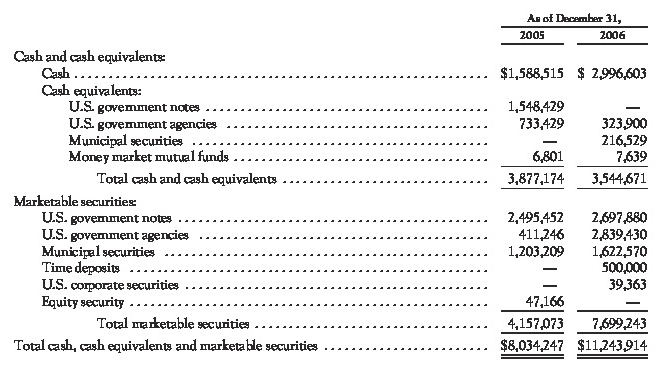 As of December 31,
2005 2006
Cash and cash equivalents:
Cash ........................................................ $1,588,515 $ 2,996,603
Cash equivalents:
U.S. government notes ........................................ 1,548,429 —
U.S. government agencies ..................................... 733,429 323,900
Municipal securities ......................................... — 216,529
Money market mutual funds .................................... 6,801 7,639
Total cash and cash equivalents .............................. 3,877,174 3,544,671
Marketable securities:
U.S. government notes ........................................ 2,495,452 2,697,880
U.S. government agencies ..................................... 411,246 2,839,430
Municipal securities ......................................... 1,203,209 1,622,570
Time deposits ................................................ — 500,000
U.S. corporate securities .................................... — 39,363
Equity security .............................................. 47,166 —
Total marketable securities .................................. 4,157,073 7,699,243
Total cash, cash equivalents and marketable securities ....................... $8,034,247 $11,243,914